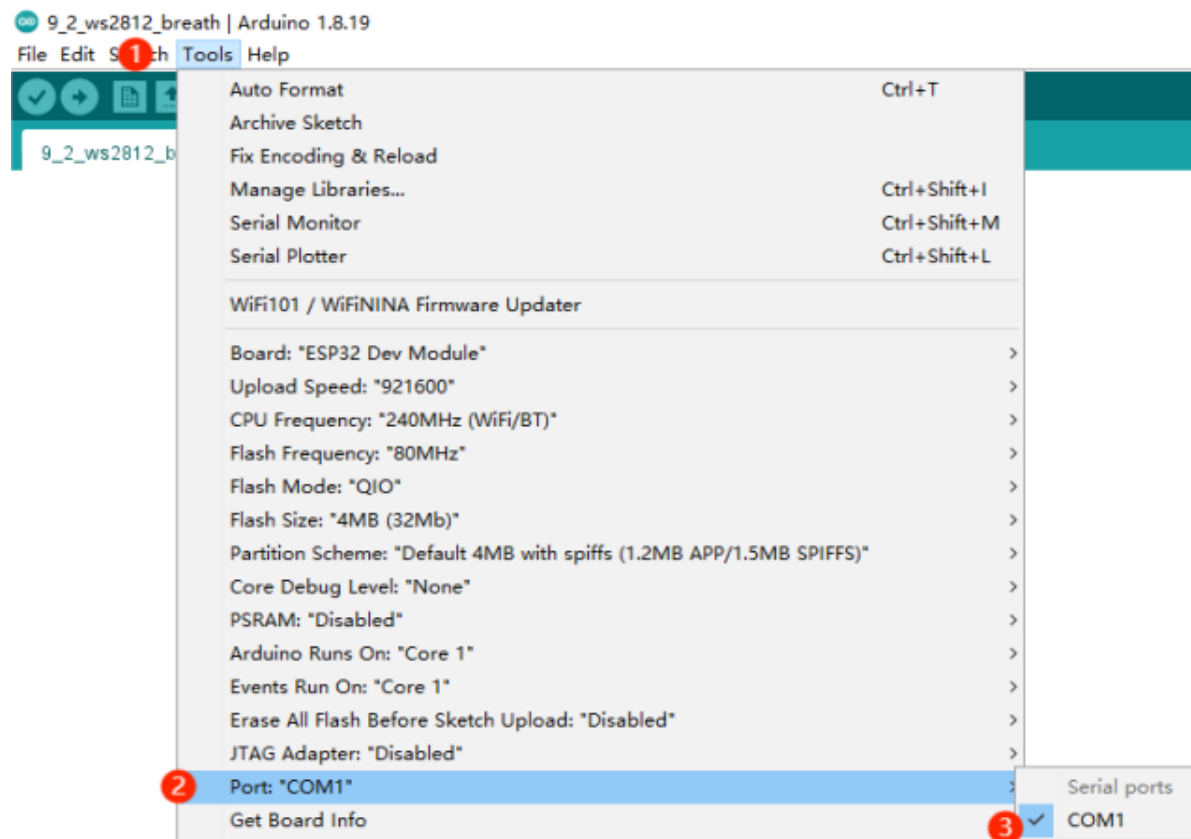 9_2_ws2812_breath | Arduino 1.8.19
File Edit Tools Help
1
9_2_ws2812_b
Auto Format Ctrl+T
Archive Sketch
Fix Encoding & Reload
Manage Libraries... Ctrl+Shift+I
Serial Monitor Ctrl+Shift+M
Serial Plotter Ctrl+Shift+L
WiFi101 / WiFiNINA Firmware Updater
Board: "ESP32 Dev Module"
Upload Speed: "921600"
CPU Frequency: "240MHz (WiFi/BT)"
Flash Frequency: "80MHz"
Flash Mode: "QIO"
Flash Size: "4MB (32Mb)"
Partition Scheme: "Default 4MB with spiffs (1.2MB APP/1.5MB SPIFFS)"
Core Debug Level: "None"
PSRAM: "Disabled"
Arduino Runs On: "Core 1"
Events Run On: "Core 1"
Erase All Flash Before Sketch Upload: "Disabled"
JTAG Adapter: "Disabled"
2 Port: "COM1" Serial ports
Get Board Info 3 COM1